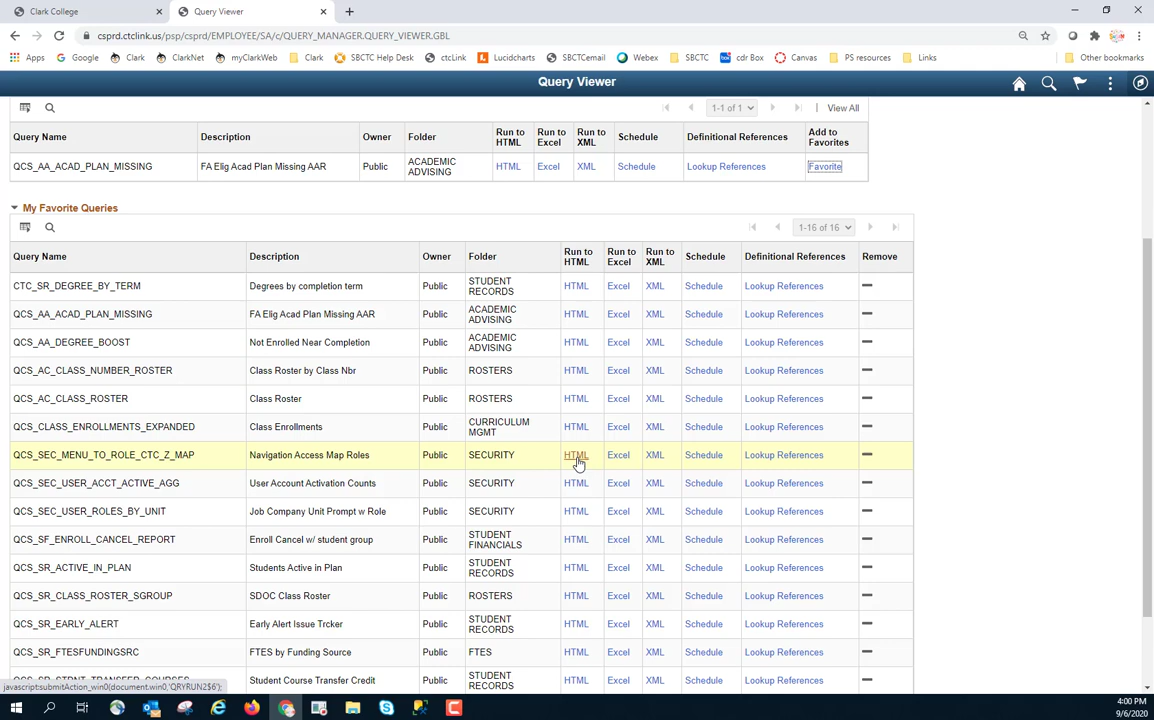 Clark College
Query Viewer
csprd.ctclink.us/psp/csprd/EMPLOYEE/SA/c/QUERY_MANAGER.QUERY_VIEWER.GBL
Apps Google Clark ClarkNet myClarkWeb Clark SBCTC Help Desk ctcLink Lucidcharts SBCTCemail Webex SBCTC cdr Box Canvas PS resources Links Other bookmarks
Query Viewer
1-1 of 1 View All
Query Name Description Owner Folder Run to HTML Run to Excel Run to XML Schedule Definitional References Add to Favorites
QCS_AA_ACAD_PLAN_MISSING FA Elig Acad Plan Missing AAR Public ACADEMIC ADVISING HTML Excel XML Schedule Lookup References Favorite
My Favorite Queries
1-16 of 16
Query Name Description Owner Folder Run to HTML Run to Excel Run to XML Schedule Definitional References Remove
CTC_SR_DEGREE_BY_TERM Degrees by completion term Public STUDENT RECORDS HTML Excel XML Schedule Lookup References
QCS_AA_ACAD_PLAN_MISSING FA Elig Acad Plan Missing AAR Public ACADEMIC ADVISING HTML Excel XML Schedule Lookup References
QCS_AA_DEGREE_BOOST Not Enrolled Near Completion Public ACADEMIC ADVISING HTML Excel XML Schedule Lookup References
QCS_AC_CLASS_NUMBER_ROSTER Class Roster by Class Nbr Public ROSTERS HTML Excel XML Schedule Lookup References
QCS_AC_CLASS_ROSTER Class Roster Public ROSTERS HTML Excel XML Schedule Lookup References
QCS_CLASS_ENROLLMENTS_EXPANDED Class Enrollments Public CURRICULUM MGMT HTML Excel XML Schedule Lookup References
QCS_SEC_MENU_TO_ROLE_CTC_Z_MAP Navigation Access Map Roles Public SECURITY HTML Excel XML Schedule Lookup References
QCS_SEC_USER_ACCT_ACTIVE_AGG User Account Activation Counts Public SECURITY HTML Excel XML Schedule Lookup References
QCS_SEC_USER_ROLES_BY_UNIT Job Company Unit Prompt w Role Public SECURITY HTML Excel XML Schedule Lookup References
QCS_SF_ENROLL_CANCEL_REPORT Enroll Cancel w/ student group Public STUDENT FINANCIALS HTML Excel XML Schedule Lookup References
QCS_SR_ACTIVE_IN_PLAN Students Active in Plan Public STUDENT RECORDS HTML Excel XML Schedule Lookup References
QCS_SR_CLASS_ROSTER_SGROUP SDOC Class Roster Public ROSTERS HTML Excel XML Schedule Lookup References
QCS_SR_EARLY_ALERT Early Alert Issue Trcker Public STUDENT RECORDS HTML Excel XML Schedule Lookup References
QCS_SR_FTESFUNDINGSRC FTES by Funding Source Public FTES HTML Excel XML Schedule Lookup References
QCS_SR_STRNT_TRANSFER_COURSES Student Course Transfer Credit Public STUDENT RECORDS HTML Excel XML Schedule Lookup References
javascript:submitAction_win0(document.win0,'QRYRUN2$6');
4:00 PM
9/6/2020